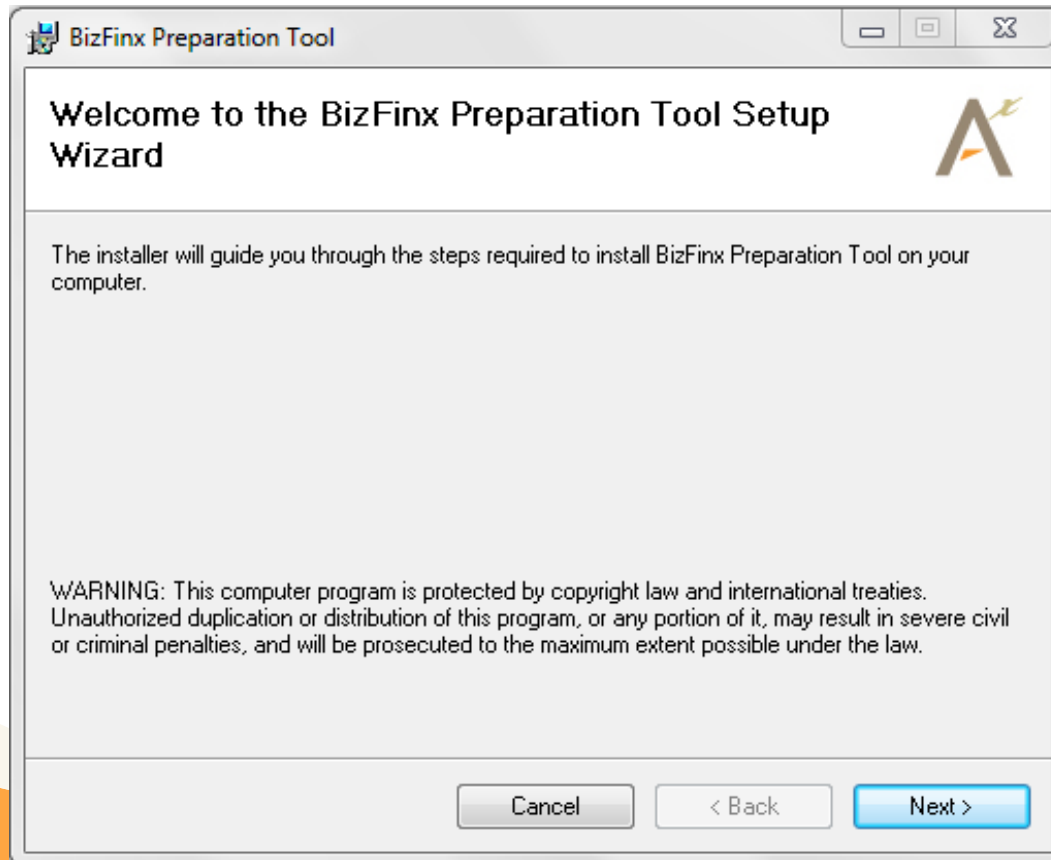 BizFinx Preparation Tool
Welcome to the BizFinx Preparation Tool Setup
Wizard
The installer will guide you through the steps required to install BizFinx Preparation Tool on your
computer.
WARNING: This computer program is protected by copyright law and international treaties.
Unauthorized duplication or distribution of this program, or any portion of it, may result in severe civil
or criminal penalties, and will be prosecuted to the maximum extent possible under the law.
Cancel
< Back
Next >